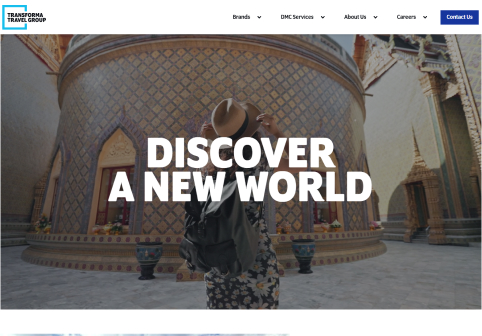 TRANSFORMA
TRAVEL GROUP
Brands
DMC Services
About Us
Careers
Contact Us
DISCOVER
A NEW WORLD